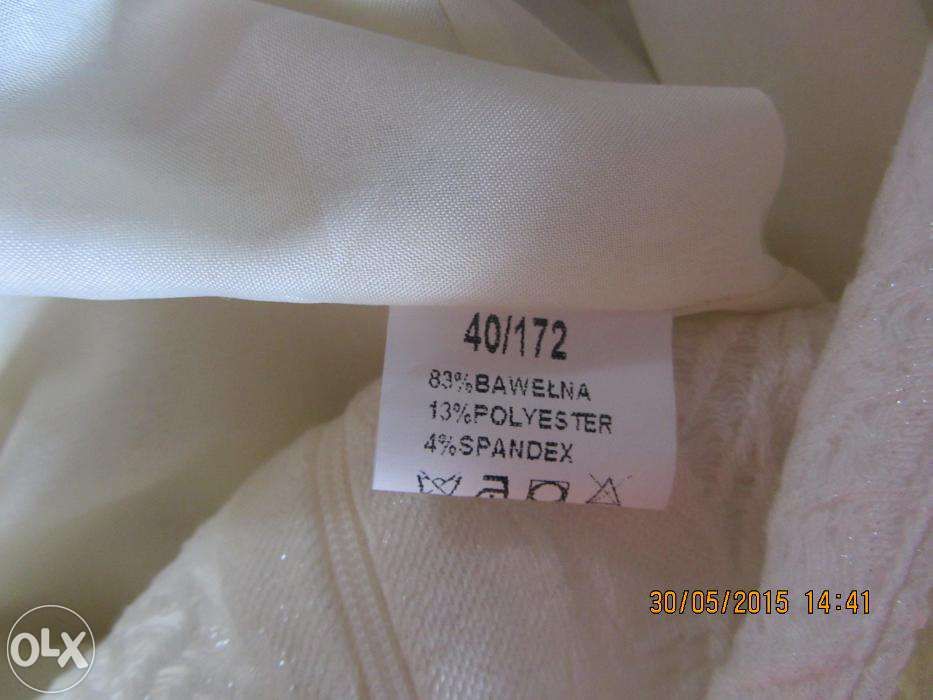 40/172
83%BAWEŁNA
13%POLYESTER
4%SPANDEX
30/05/2015 14:41
OLX